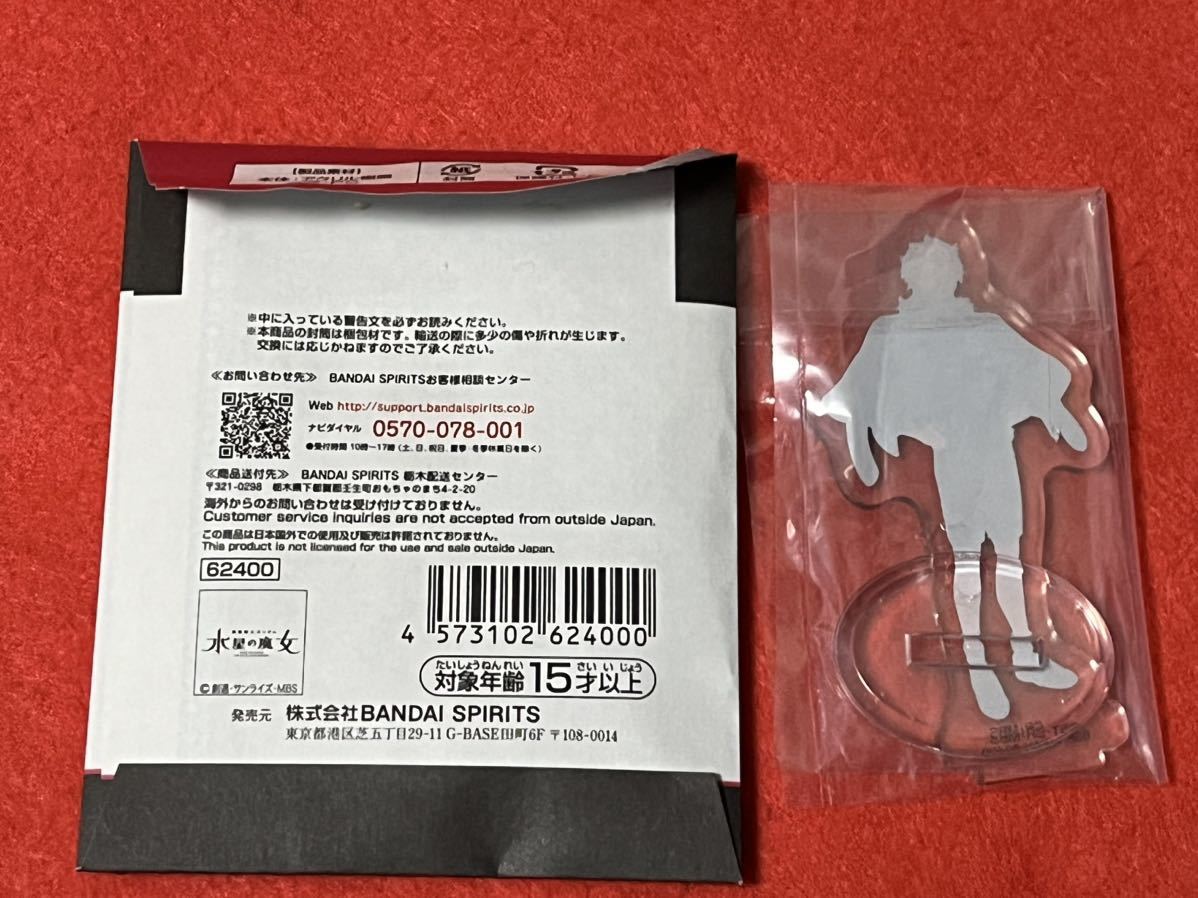 【製品素材】
※中に入っている警告文を必ずお読みください。
※本商品の封筒は梱包材です。輸送の際に多少の傷や折れが生じます。
交換には応じかねますのでご了承ください。
≪お問い合わせ先≫ BANDAI SPIRITSお客様相談センター
Web http://support.bandaispirits.co.jp
ナビダイヤル 0570-078-001
●受付時間 10時〜17時(土、日、祝日、夏季・冬季休業日を除く)
≪商品送付先≫ BANDAI SPIRITS 栃木配送センター
〒321-0298 栃木県下都賀郡壬生町おもちゃのまち4-2-20
海外からのお問い合わせは受け付けておりません。
Customer service inquiries are not accepted from outside Japan.
この商品は日本国外での使用及び販売は許諾されておりません。
This product is not licensed for the use and sale outside Japan.
62400
水星の魔女
©創通・サンライズ・MBS
4 573102 624000
たいしょうねんれい さい いじょう
対象年齢 15才以上
発売元 株式会社BANDAI SPIRITS
東京都港区芝五丁目29-11 G-BASE田町6F 〒108-0014